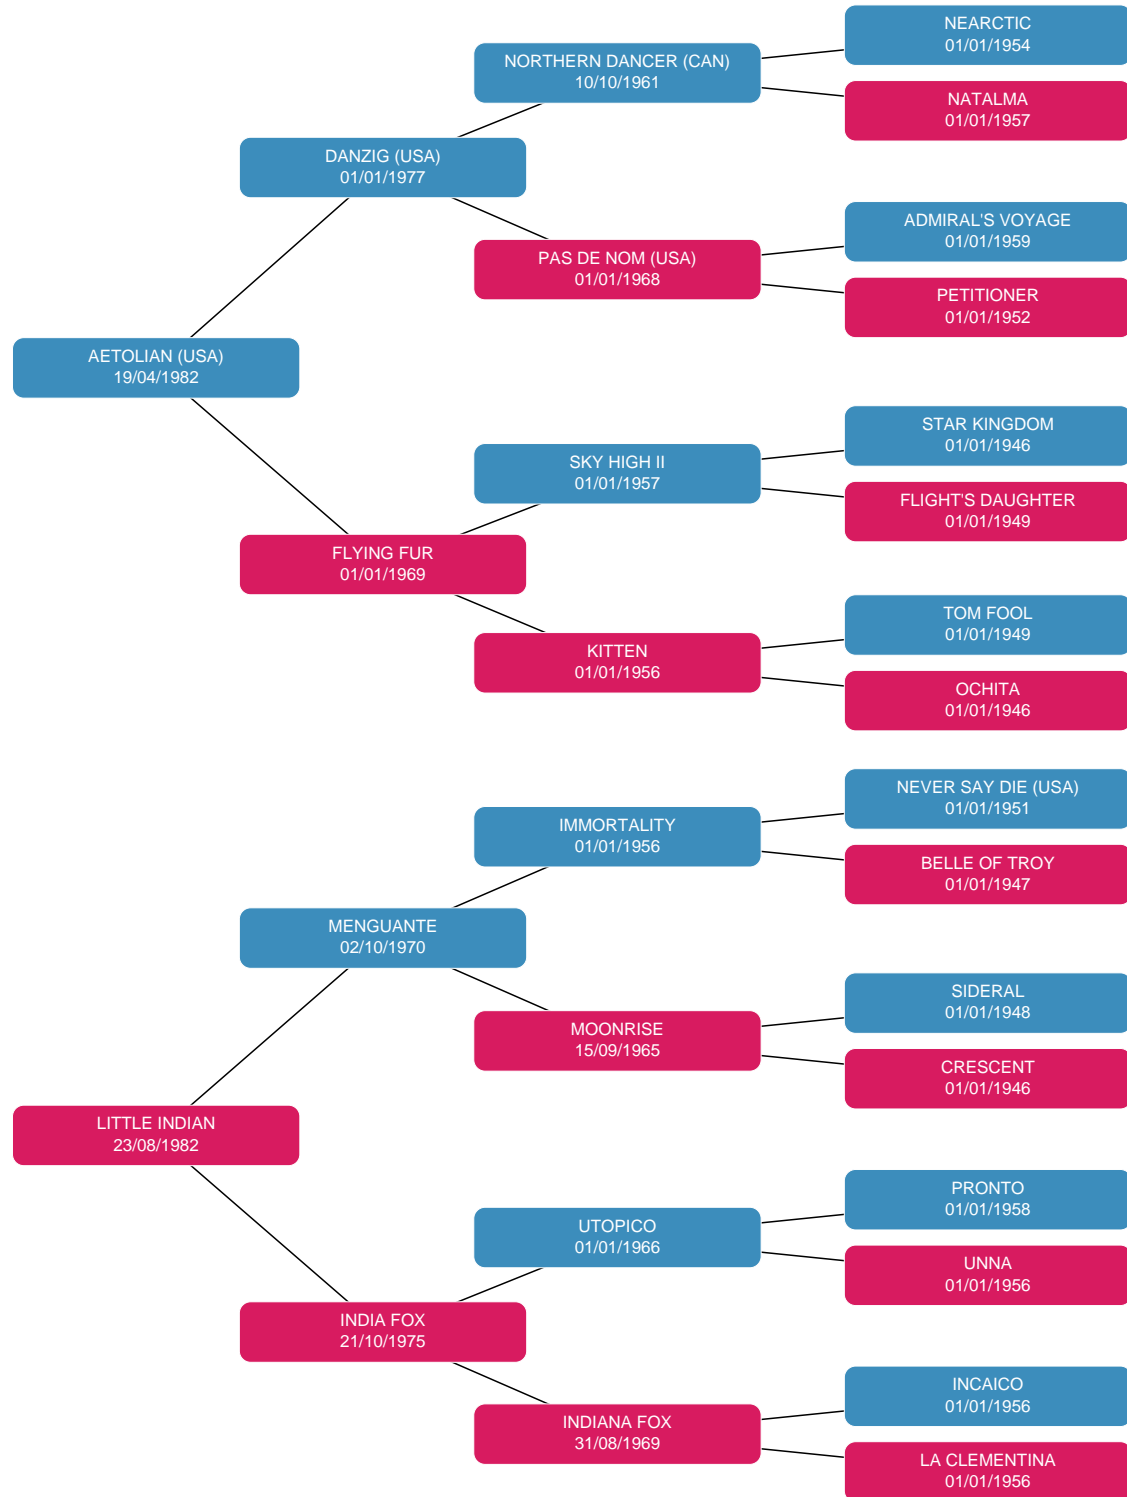 NEARCTIC
01/01/1954
NORTHERN DANCER (CAN)
10/10/1961
NATALMA
01/01/1957
DANZIG (USA)
01/01/1977
ADMIRAL'S VOYAGE
01/01/1959
PAS DE NOM (USA)
01/01/1968
PETITIONER
01/01/1952
AETOLIAN (USA)
19/04/1982
STAR KINGDOM
01/01/1946
SKY HIGH II
01/01/1957
FLIGHT'S DAUGHTER
01/01/1949
FLYING FUR
01/01/1969
TOM FOOL
01/01/1949
KITTEN
01/01/1956
OCHITA
01/01/1946
NEVER SAY DIE (USA)
01/01/1951
IMMORTALITY
01/01/1956
BELLE OF TROY
01/01/1947
MENGUANTE
02/10/1970
SIDERAL
01/01/1948
MOONRISE
15/09/1965
CRESCENT
01/01/1946
LITTLE INDIAN
23/08/1982
PRONTO
01/01/1958
UTOPICO
01/01/1966
UNNA
01/01/1956
INDIA FOX
21/10/1975
INCAICO
01/01/1956
INDIANA FOX
31/08/1969
LA CLEMENTINA
01/01/1956